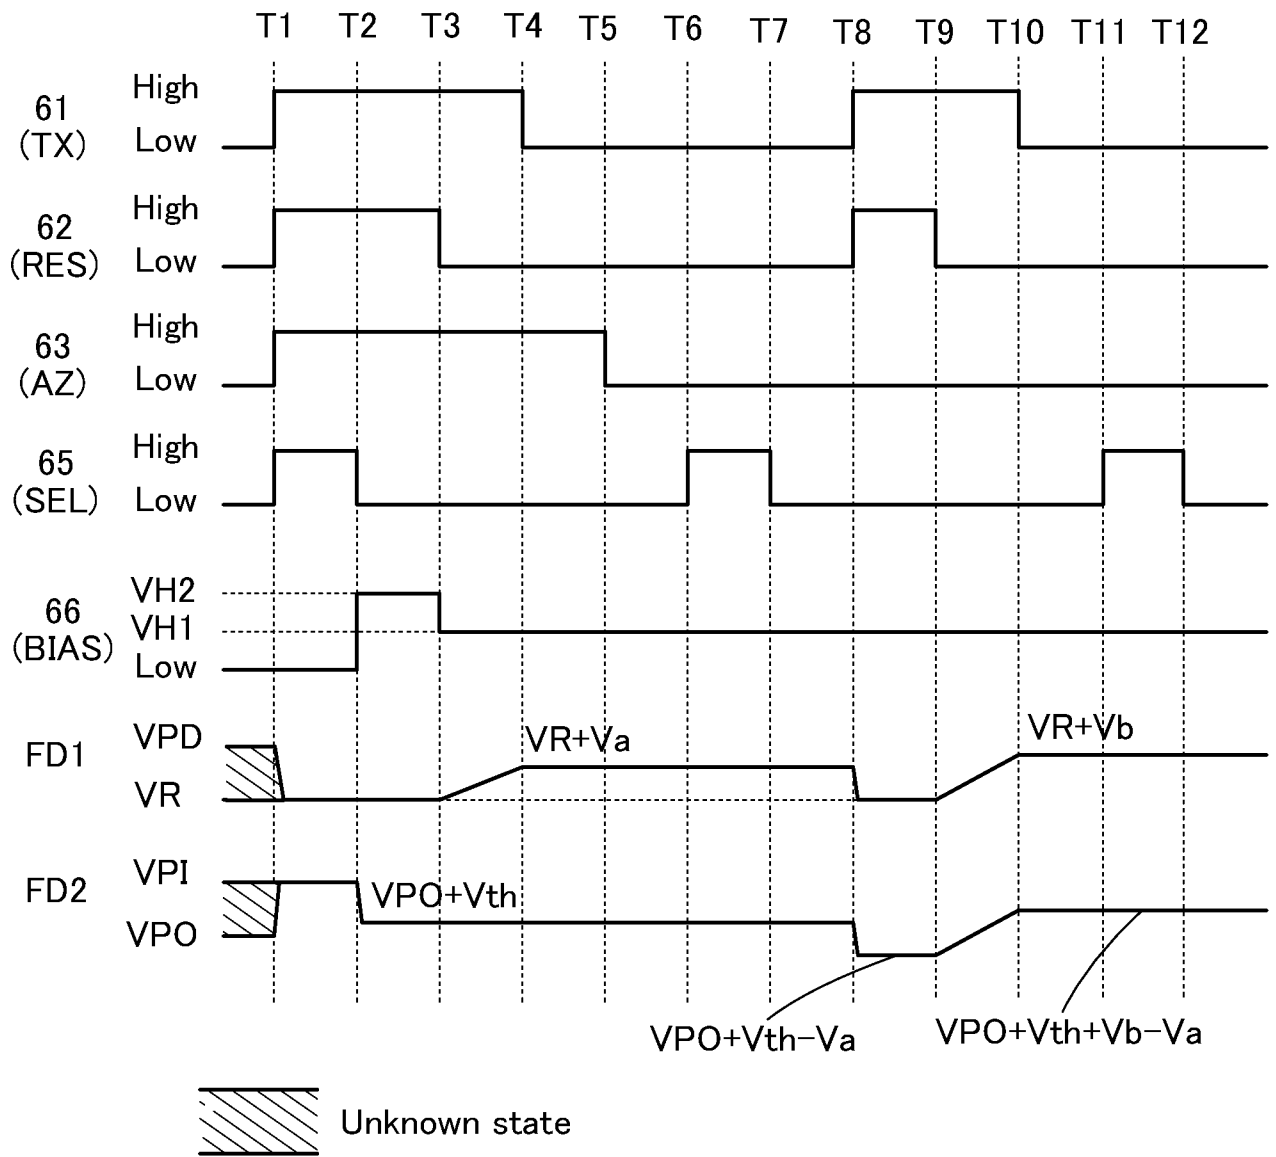 T1 T2 T3 T4 T5 T6 T7 T8 T9 T10 T11 T12
61
(TX)
High
Low
62
(RES)
High
Low
63
(AZ)
High
Low
65
(SEL)
High
Low
66
(BIAS)
VH2
VH1
Low
FD1
VPD
VR
VR+Va
VR+Vb
FD2
VPI
VPO
VPO+Vth
VPO+Vth-Va
VPO+Vth+Vb-Va
Unknown state